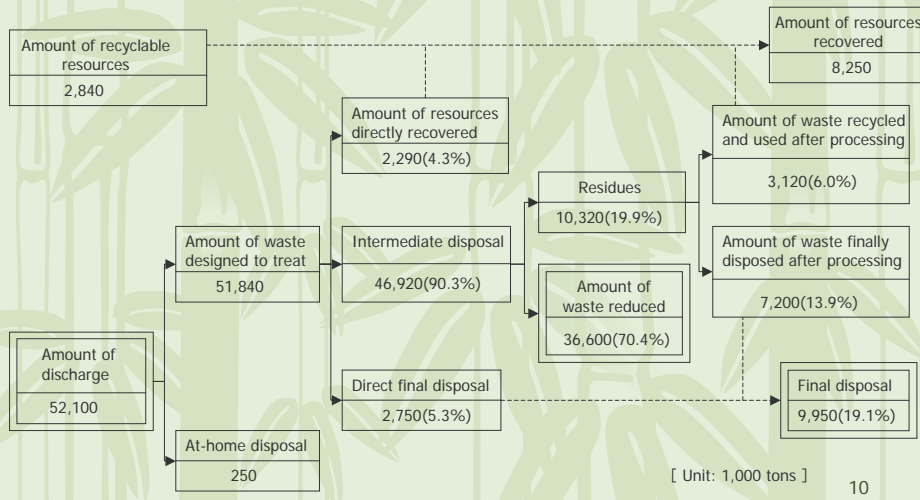 Amount of recyclable
resources
2,840
Amount of resources
recovered
8,250
Amount of resources
directly recovered
2,290(4.3%)
Amount of waste recycled
and used after processing
3,120(6.0%)
Residues
10,320(19.9%)
Amount of waste
designed to treat
51,840
Intermediate disposal
46,920(90.3%)
Amount of waste finally
disposed after processing
7,200(13.9%)
Amount of
waste reduced
36,600(70.4%)
Amount of
discharge
52,100
Direct final disposal
2,750(5.3%)
Final disposal
9,950(19.1%)
At-home disposal
250
[ Unit: 1,000 tons ]
10